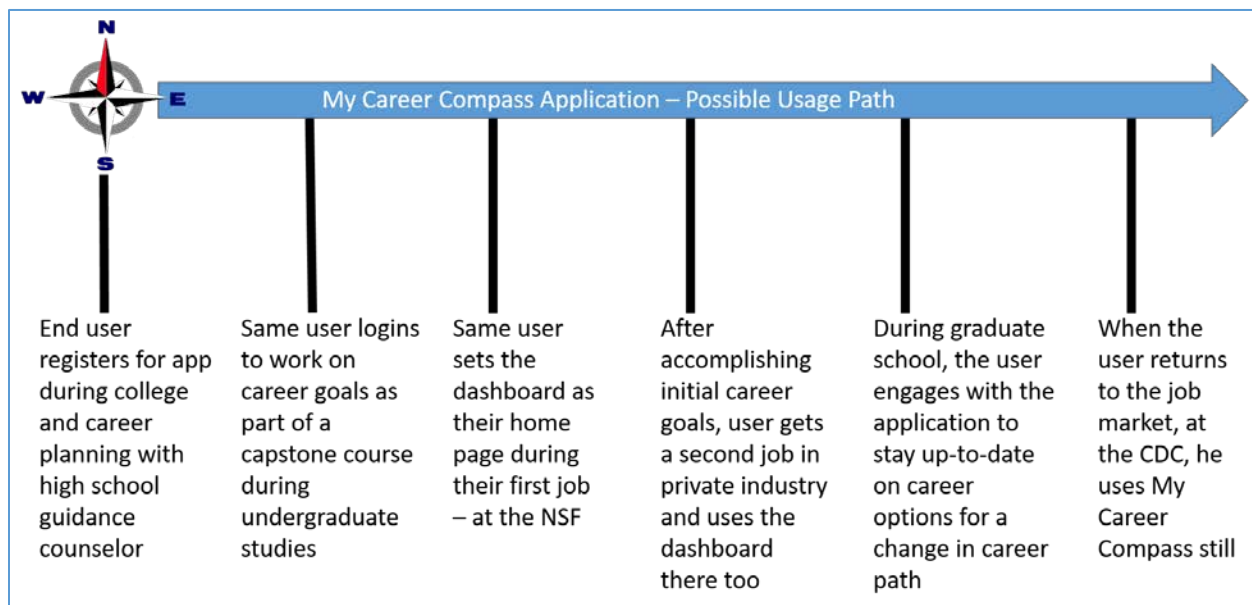 N
W
E
S
My Career Compass Application – Possible Usage Path
End user
registers for app
during college
and career
planning with
high school
guidance
counselor
Same user logins
to work on
career goals as
part of a
capstone course
during
undergraduate
studies
Same user
sets the
dashboard as
their home
page during
their first job
– at the NSF
After
accomplishing
initial career
goals, user gets
a second job in
private industry
and uses the
dashboard
there too
During graduate
school, the user
engages with the
application to
stay up-to-date
on career
options for a
change in career
path
When the
user returns
to the job
market, at
the CDC, he
uses My
Career
Compass still